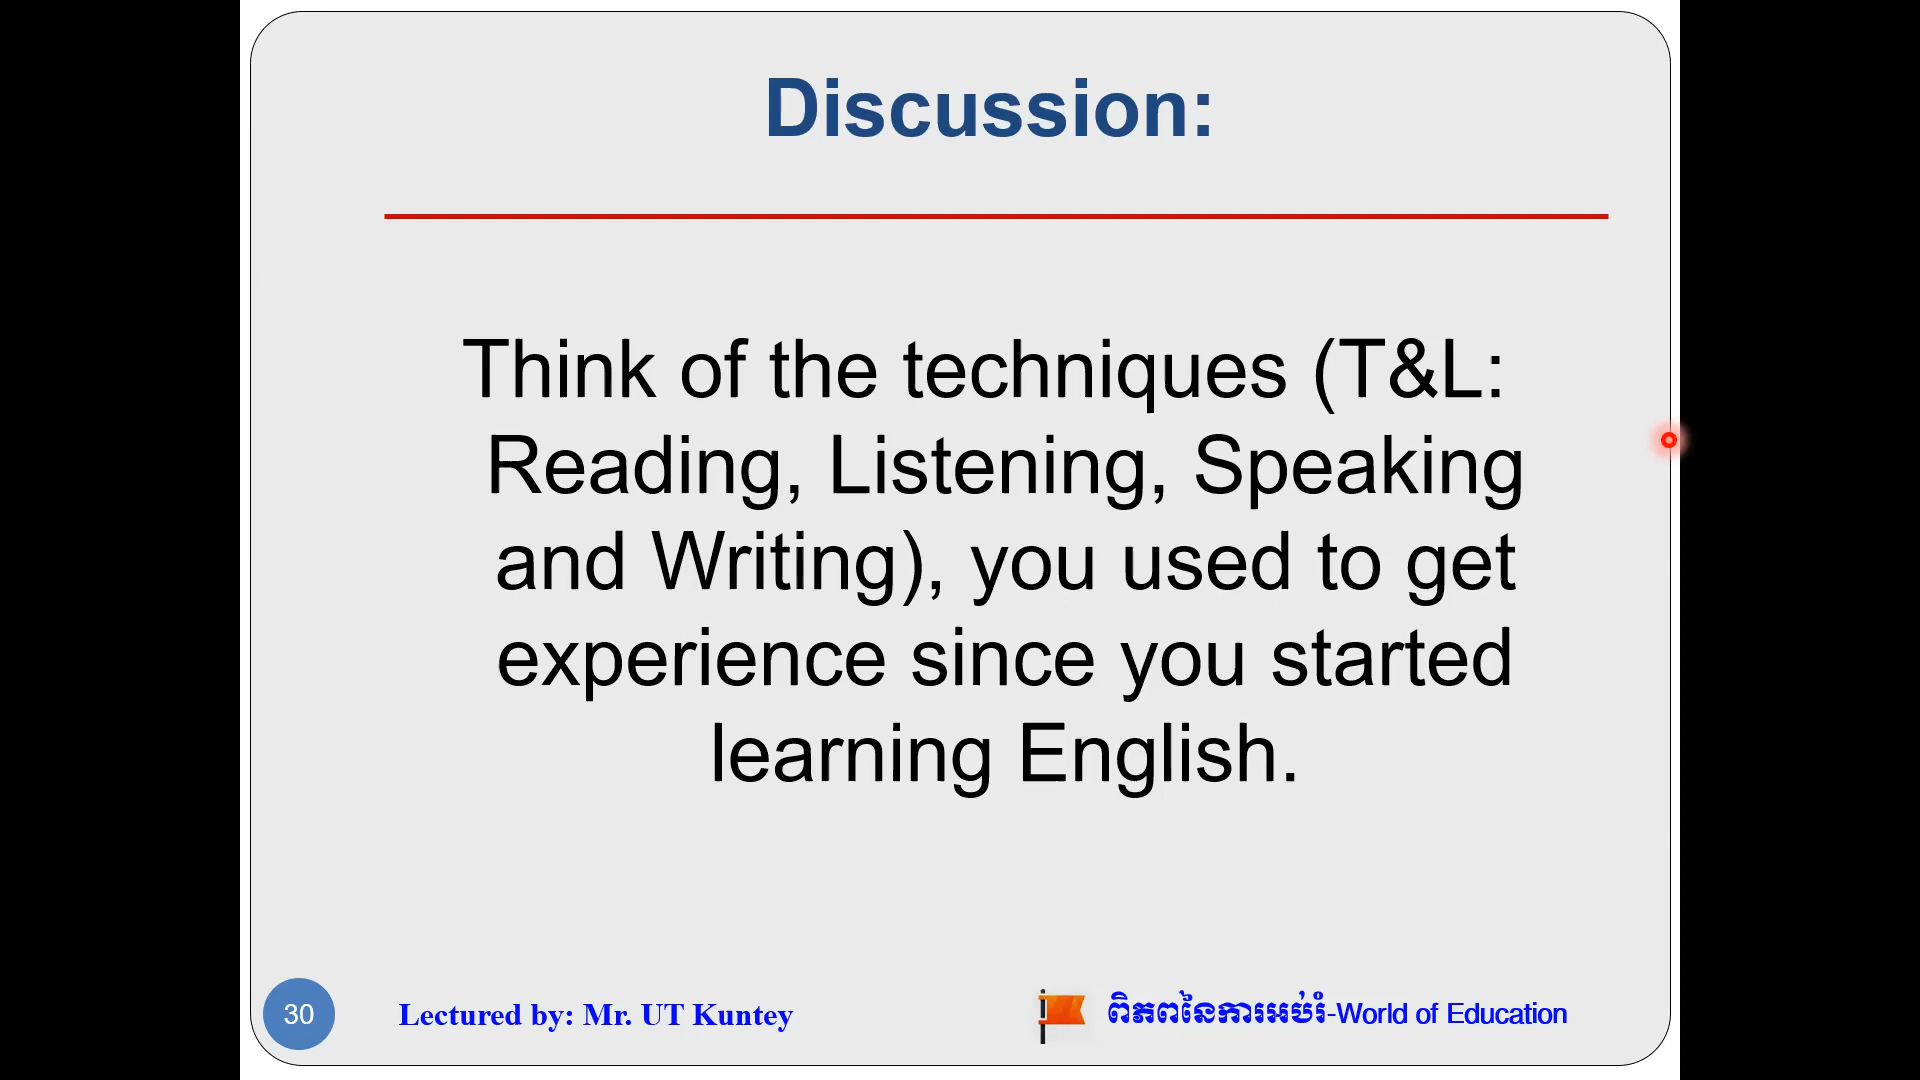 Discussion:
Think of the techniques (T&L:
Reading, Listening, Speaking
and Writing), you used to get
experience since you started
learning English.
30
Lectured by: Mr. UT Kuntey
ពិភពនៃការអប់រំ-World of Education